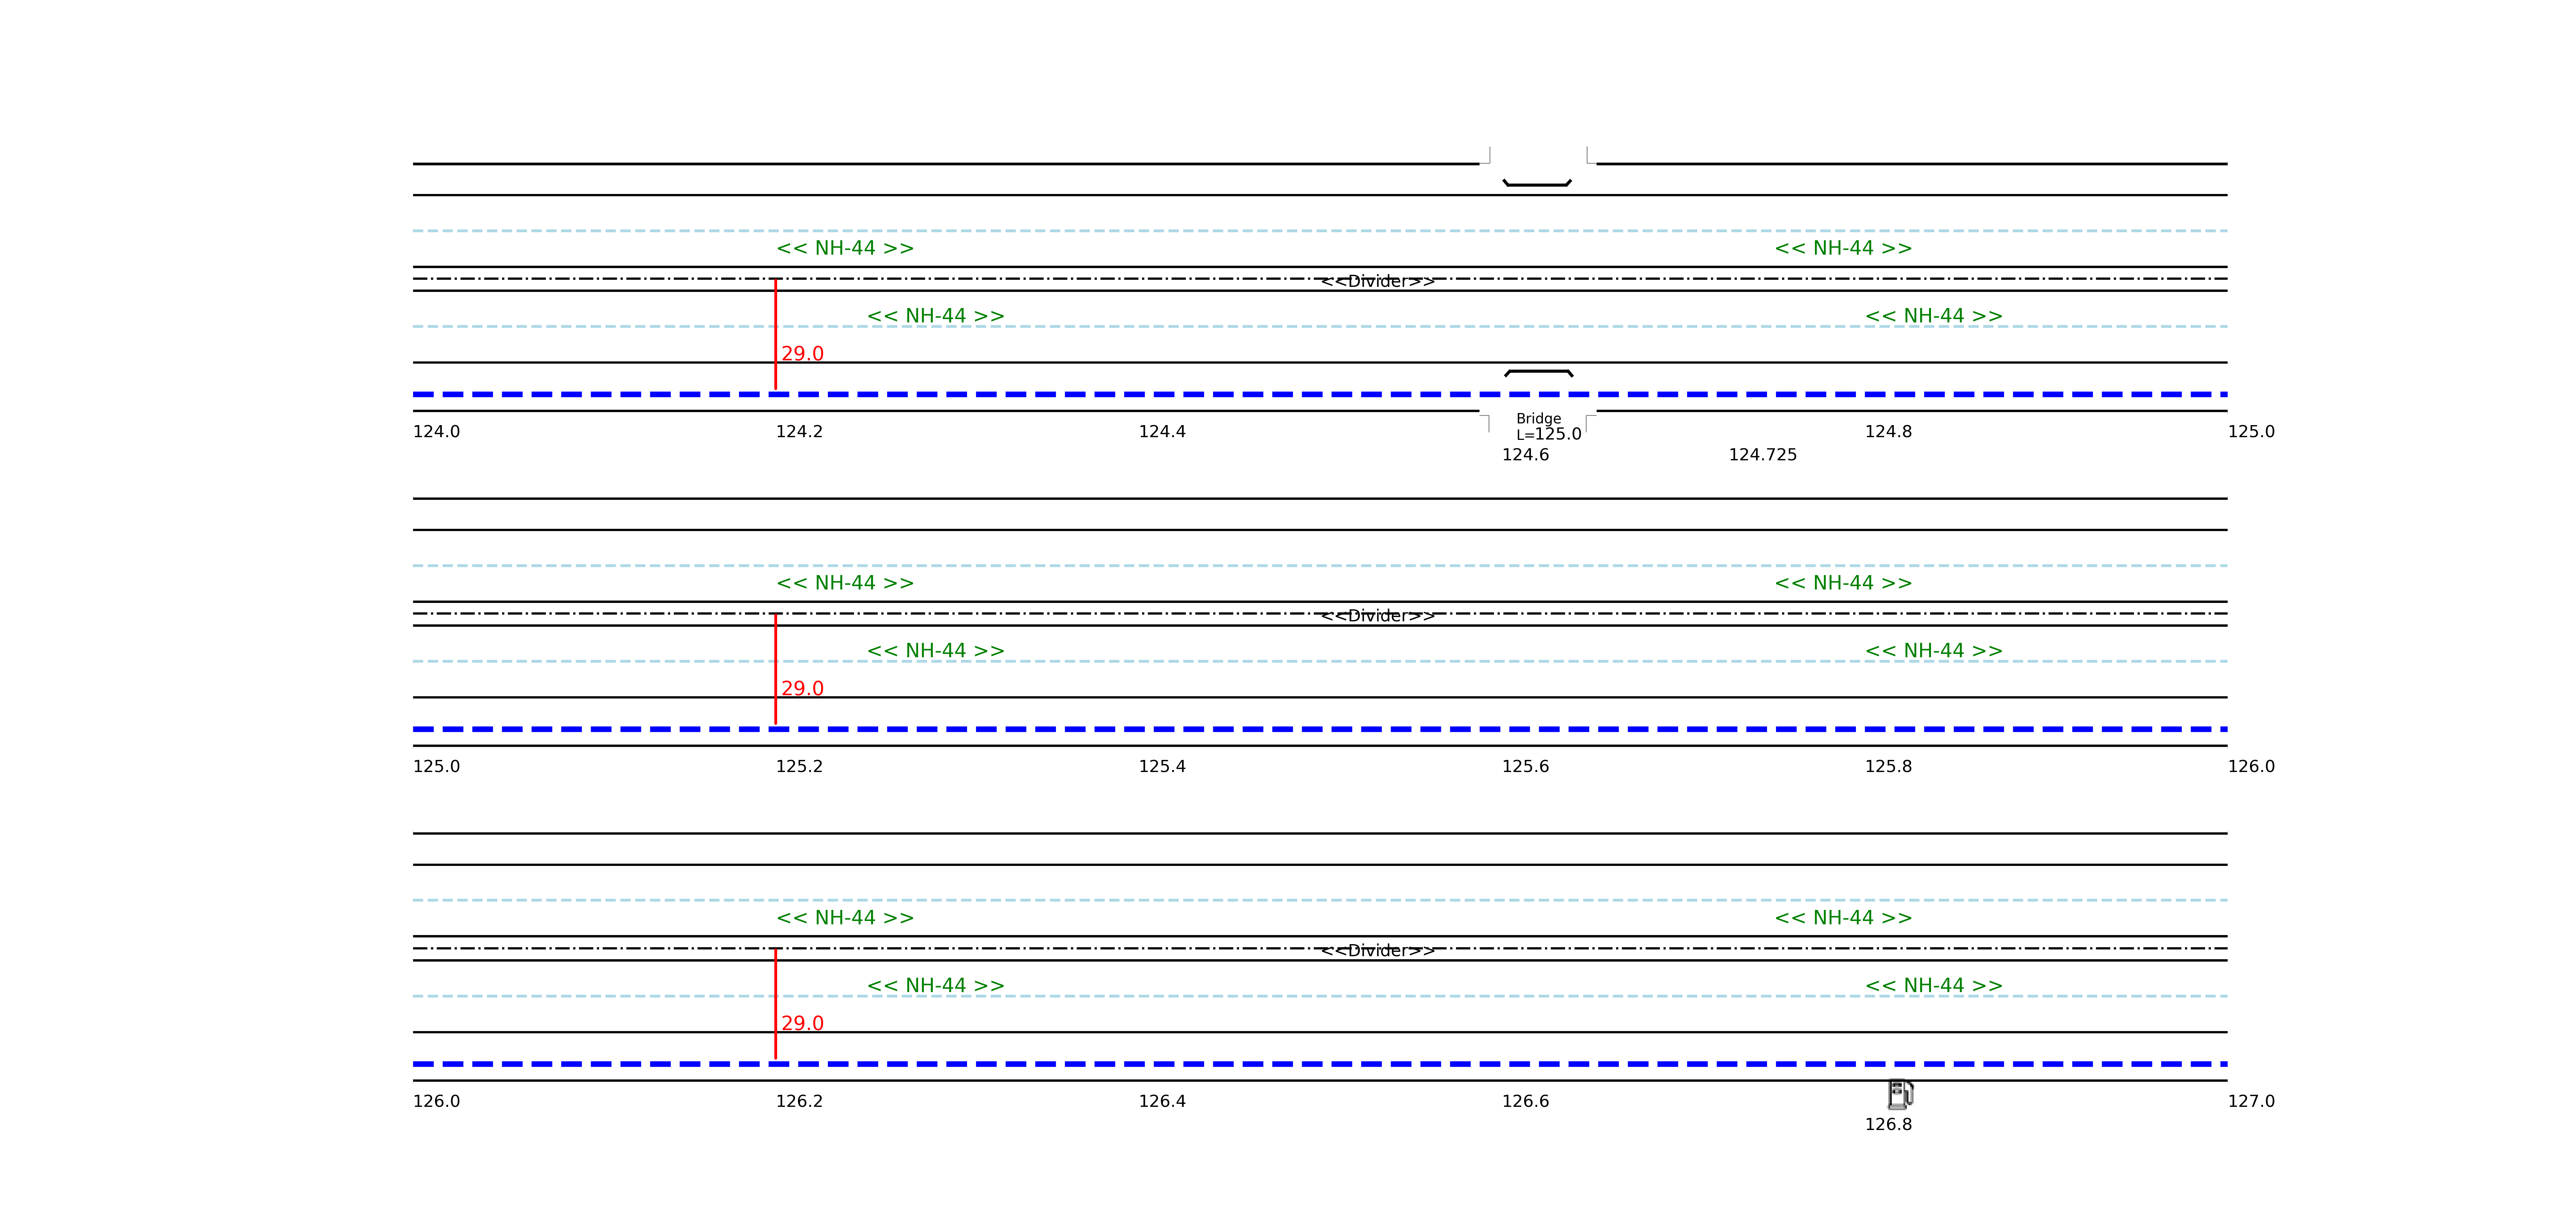 << NH-44 >> << NH-44 >>
<<Divider>>
<< NH-44 >> << NH-44 >>
29.0
Bridge
124.0 124.2 124.4 L=125.0 124.8 125.0
124.6 124.725
<< NH-44 >> << NH-44 >>
<<Divider>>
<< NH-44 >> << NH-44 >>
29.0
125.0 125.2 125.4 125.6 125.8 126.0
<< NH-44 >> << NH-44 >>
<<Divider>>
<< NH-44 >> << NH-44 >>
29.0
126.0 126.2 126.4 126.6 127.0
126.8